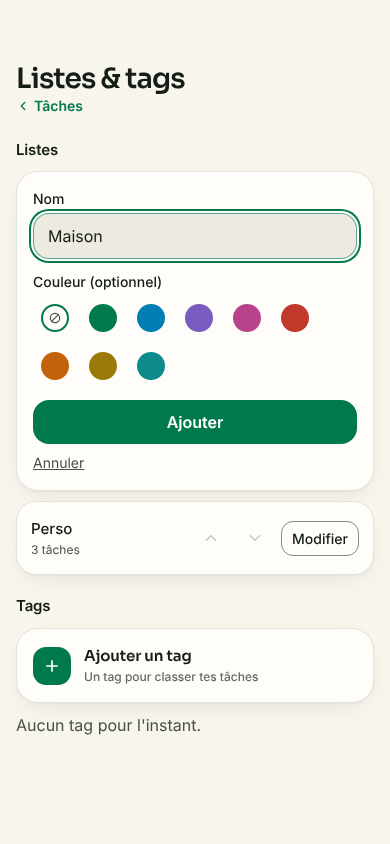 Listes & tags
Tâches
Listes
Nom
Maison
Couleur (optionnel)
Ajouter
Annuler
Perso
3 tâches
Modifier
Tags
Ajouter un tag
Un tag pour classer tes tâches
Aucun tag pour l'instant.